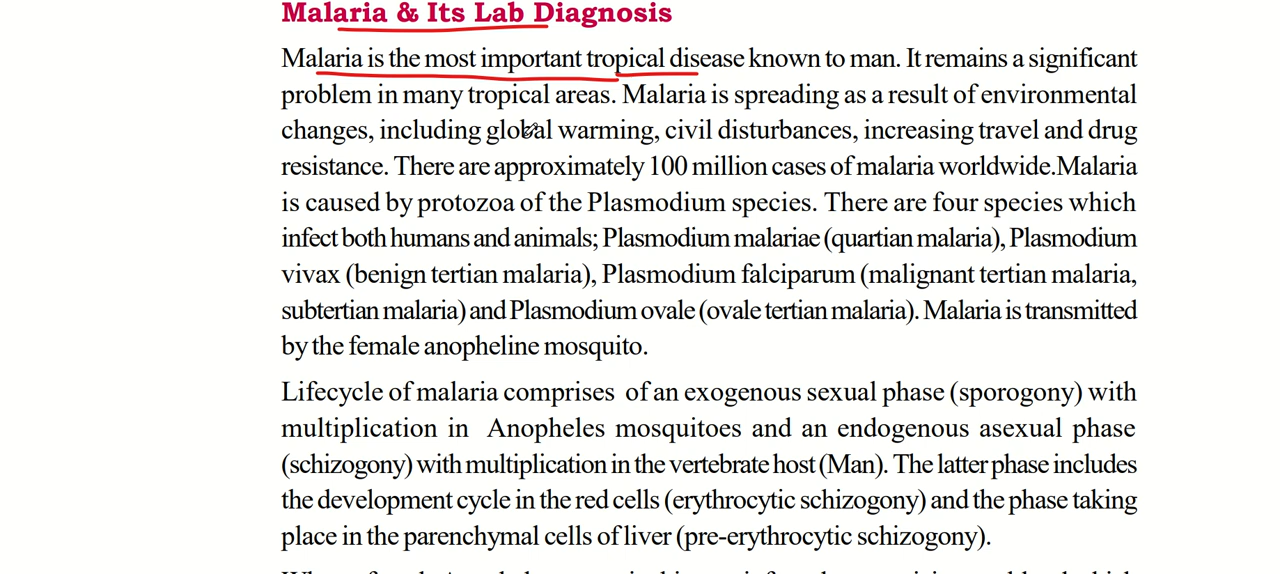 Malaria & Its Lab Diagnosis
Malaria is the most important tropical disease known to man. It remains a significant
problem in many tropical areas. Malaria is spreading as a result of environmental
changes, including global warming, civil disturbances, increasing travel and drug
resistance. There are approximately 100 million cases of malaria worldwide.Malaria
is caused by protozoa of the Plasmodium species. There are four species which
infect both humans and animals; Plasmodium malariae (quartian malaria), Plasmodium
vivax (benign tertian malaria), Plasmodium falciparum (malignant tertian malaria,
subtertian malaria) and Plasmodium ovale (ovale tertian malaria). Malaria is transmitted
by the female anopheline mosquito.
Lifecycle of malaria comprises of an exogenous sexual phase (sporogony) with
multiplication in Anopheles mosquitoes and an endogenous asexual phase
(schizogony) with multiplication in the vertebrate host (Man). The latter phase includes
the development cycle in the red cells (erythrocytic schizogony) and the phase taking
place in the parenchymal cells of liver (pre-erythrocytic schizogony).